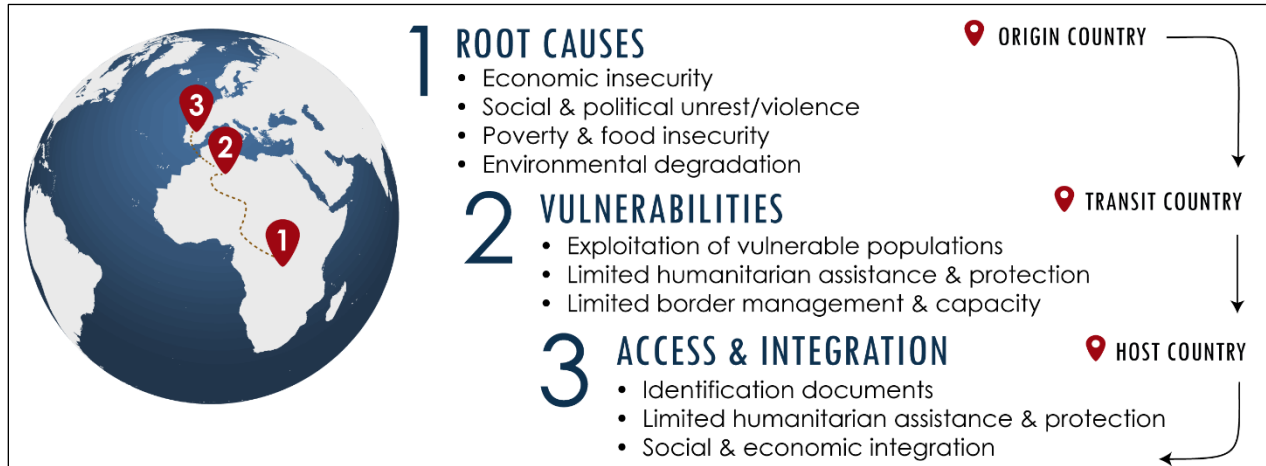 1 ROOT CAUSES
ORIGIN COUNTRY
• Economic insecurity
• Social & political unrest/violence
• Poverty & food insecurity
• Environmental degradation
2 VULNERABILITIES
TRANSIT COUNTRY
• Exploitation of vulnerable populations
• Limited humanitarian assistance & protection
• Limited border management & capacity
3 ACCESS & INTEGRATION
HOST COUNTRY
• Identification documents
• Limited humanitarian assistance & protection
• Social & economic integration
3
2
1